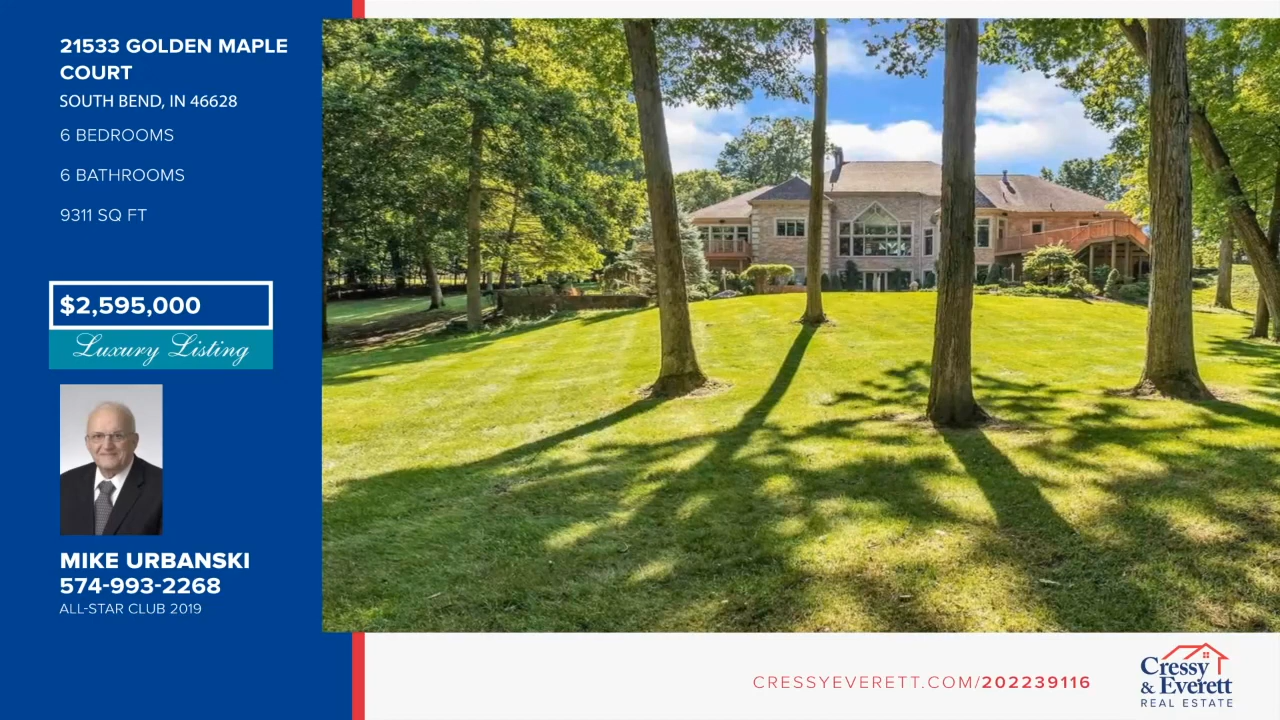 21533 GOLDEN MAPLE
COURT
SOUTH BEND, IN 46628
6 BEDROOMS
6 BATHROOMS
9311 SQ FT
$2,595,000
Luxury Listing
MIKE URBANSKI
574-993-2268
ALL-STAR CLUB 2019
CRESSYEVERETT.COM/202239116
Cressy
& Everett
REAL ESTATE